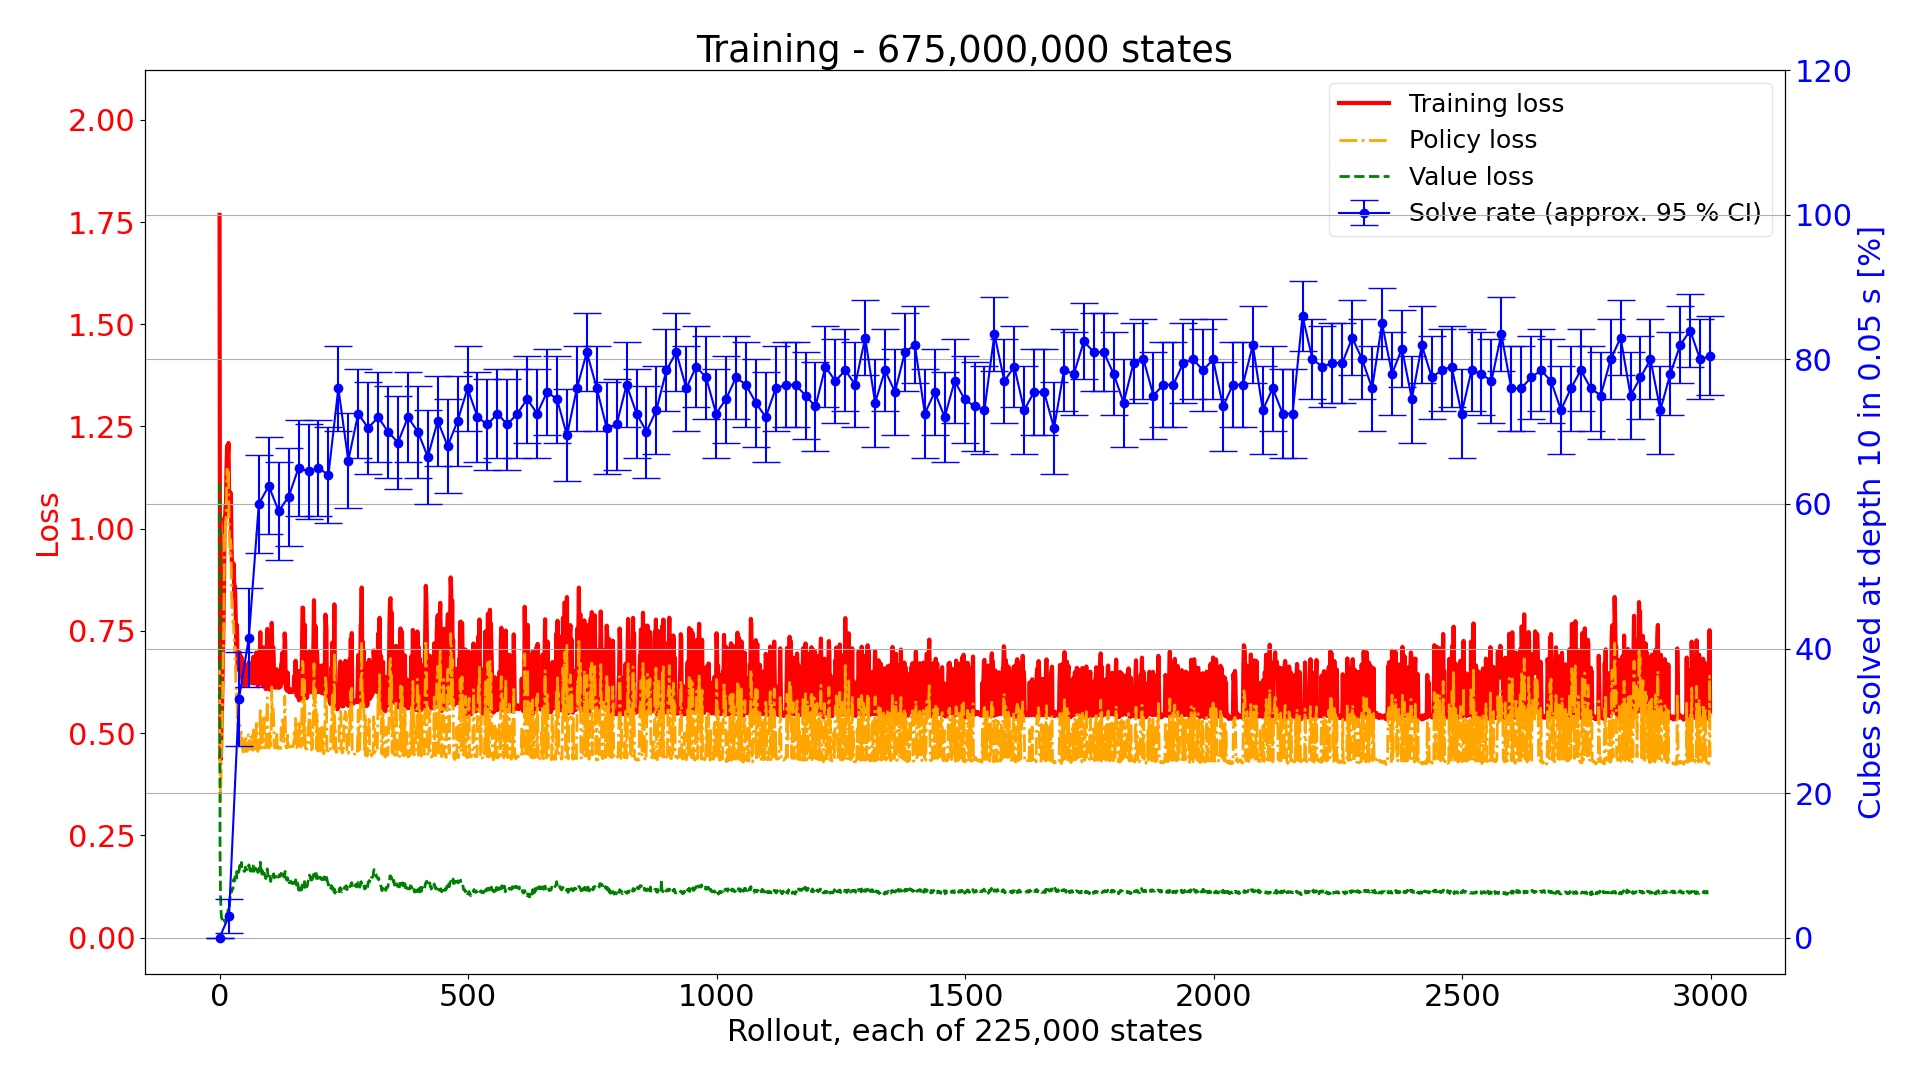 Training - 675,000,000 states
Training loss
Policy loss
Value loss
Solve rate (approx. 95 % CI)
Loss
2.00
1.75
1.50
1.25
1.00
0.75
0.50
0.25
0.00
120
100
80
60
40
20
0
Cubes solved at depth 10 in 0.05 s [%]
0 500 1000 1500 2000 2500 3000
Rollout, each of 225,000 states